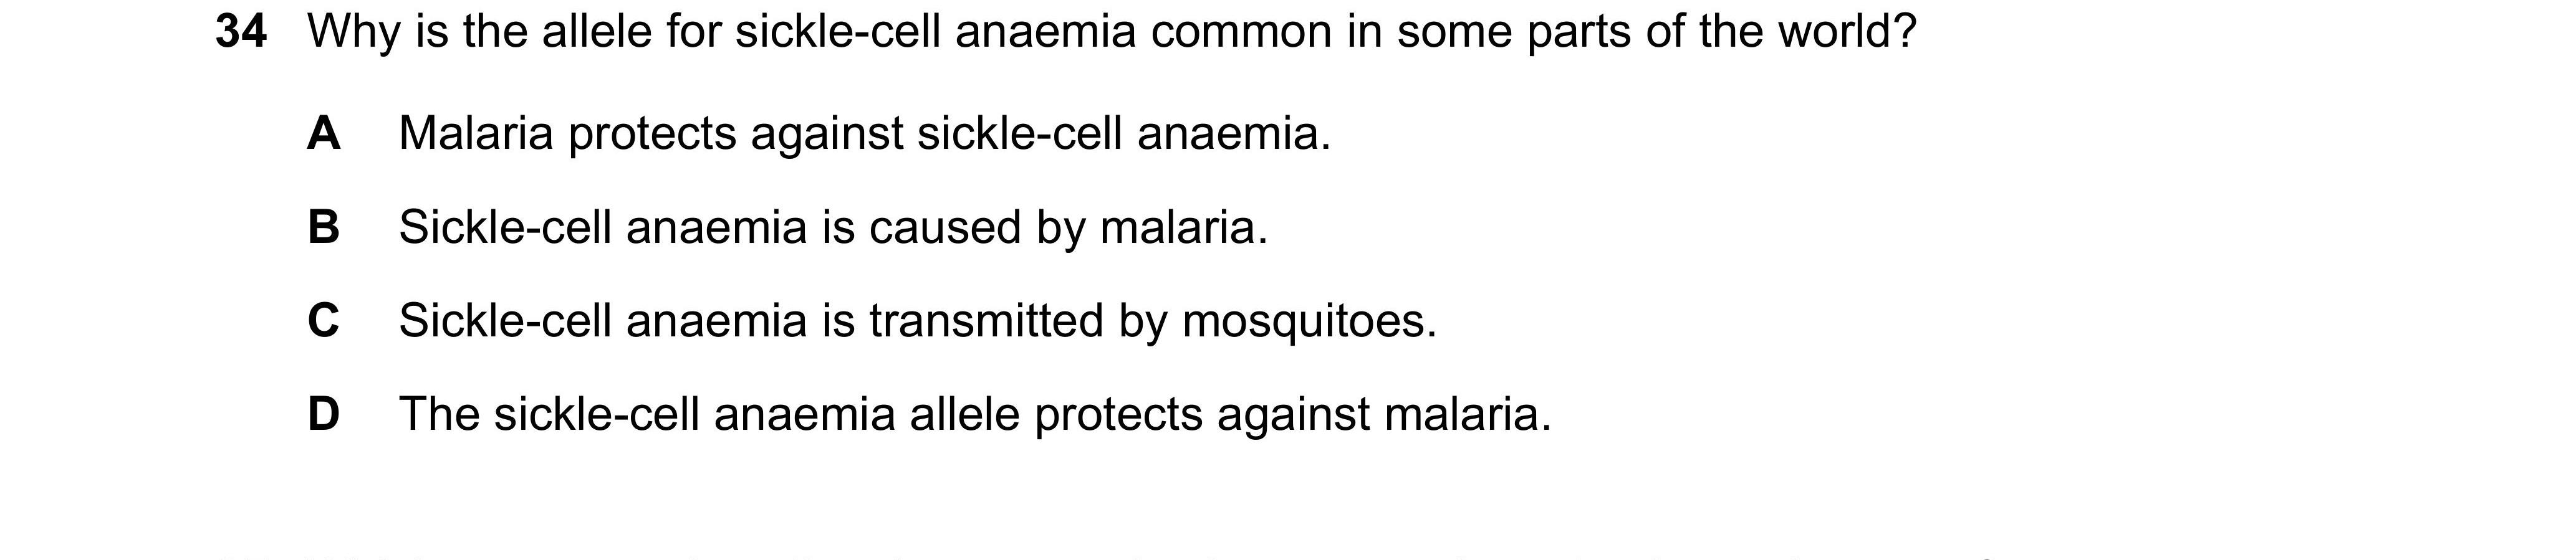 34 Why is the allele for sickle-cell anaemia common in some parts of the world?
A Malaria protects against sickle-cell anaemia.
B Sickle-cell anaemia is caused by malaria.
C Sickle-cell anaemia is transmitted by mosquitoes.
D The sickle-cell anaemia allele protects against malaria.